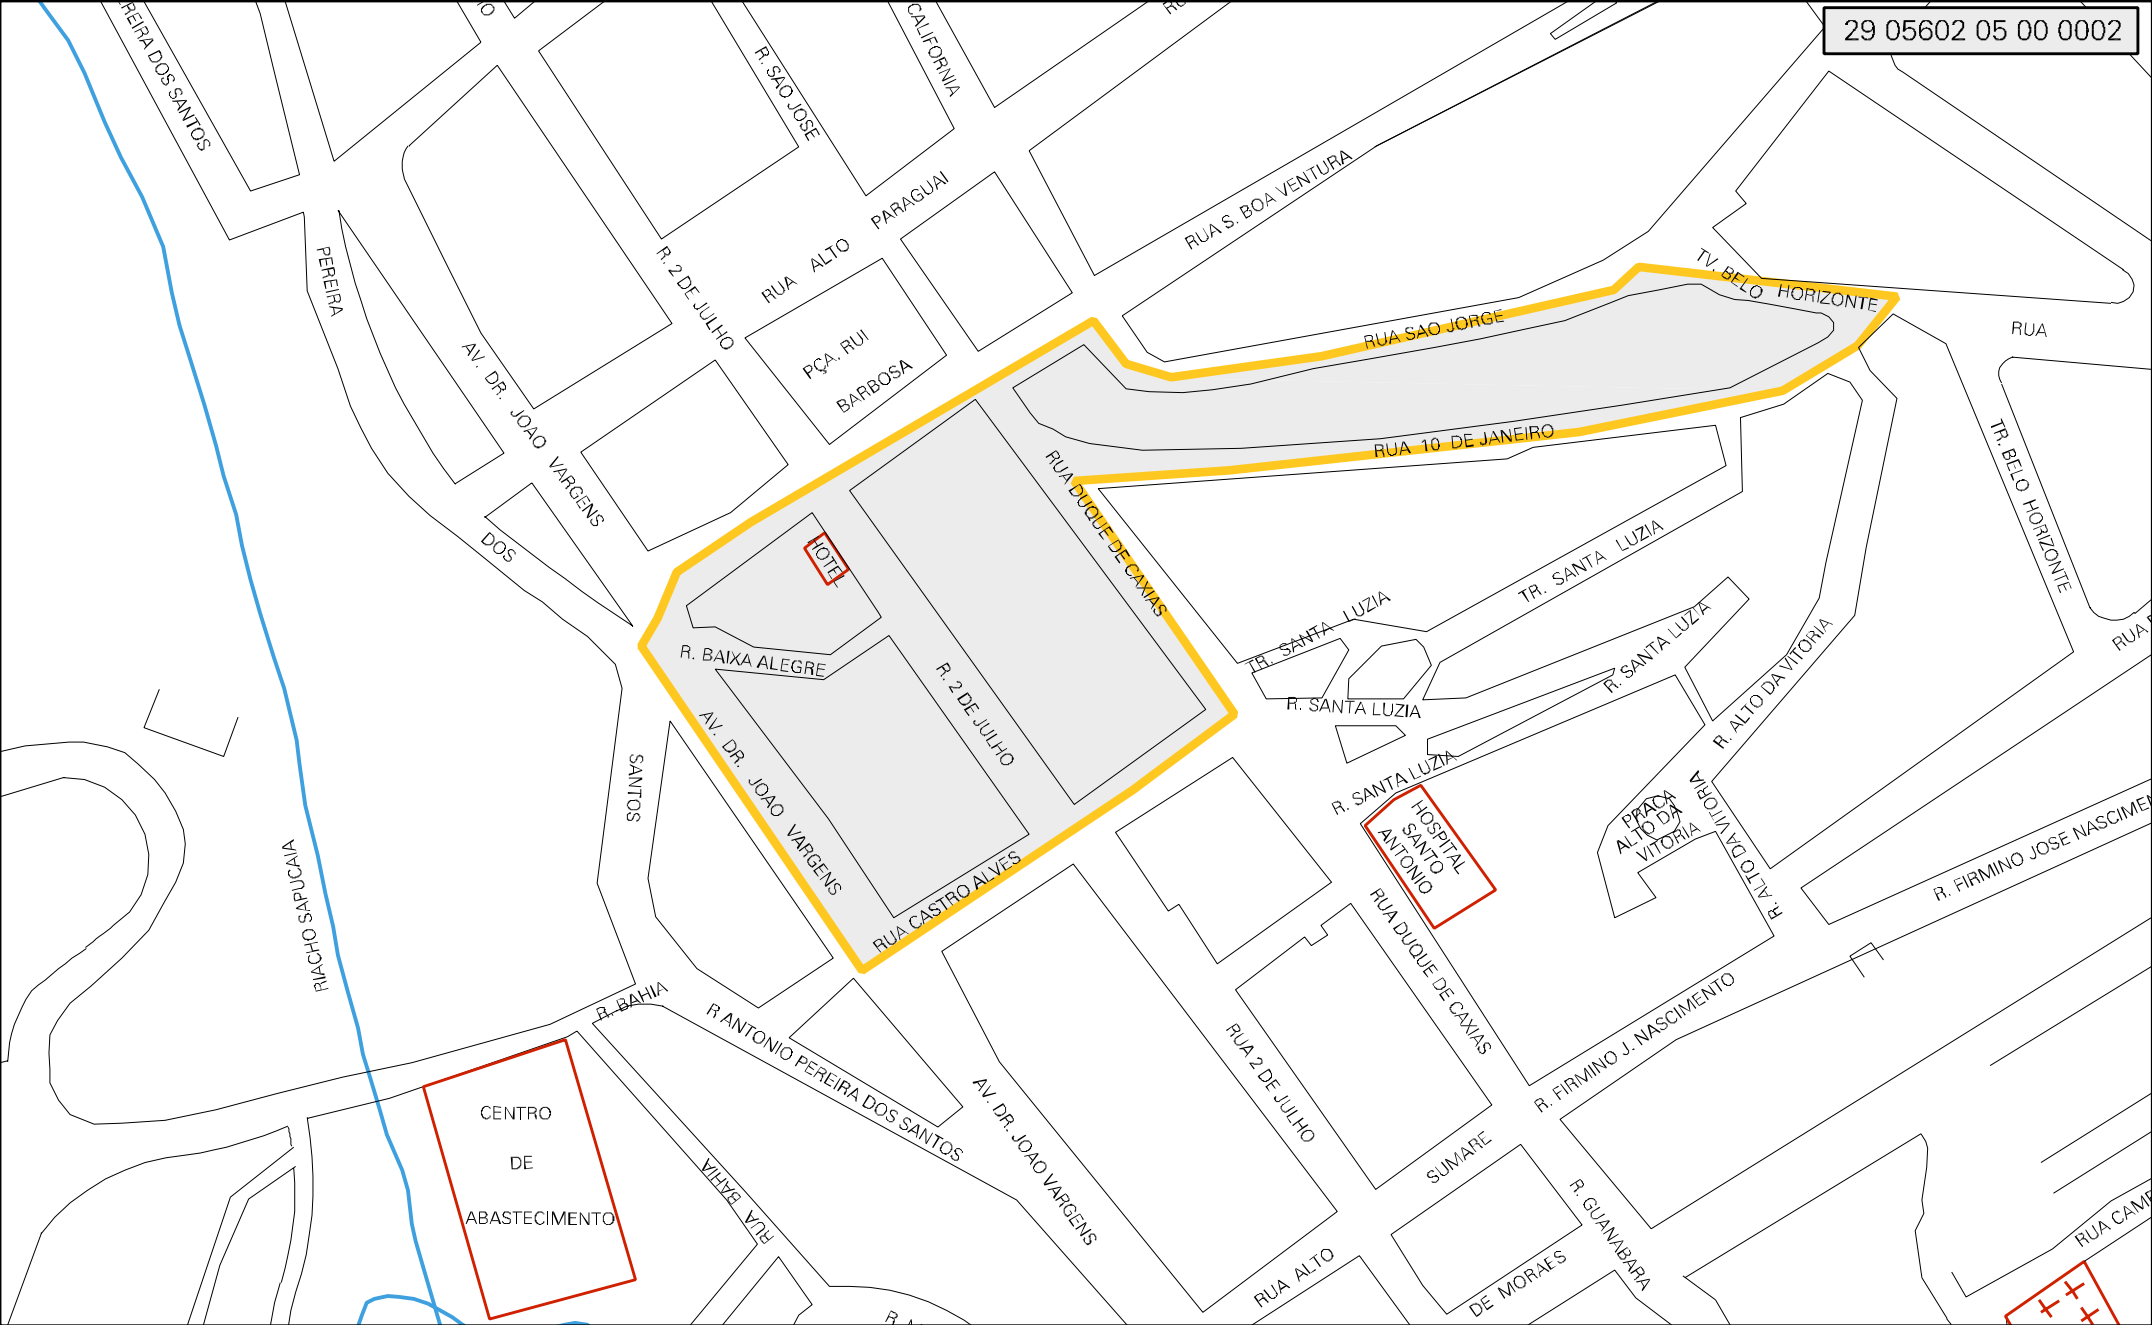 29 05602 05 00 0002
REIRA DOS SANTOS
R. SAO JOSE
CALIFORNIA
RUA S. BOA VENTURA
RUA ALTO PARAGUAI
PEREIRA
R. 2 DE JULHO
PÇA. RUI
BARBOSA
TV. BELO HORIZONTE
RUA SAO JORGE
RUA
AV. DR. JOAO VARGENS
RUA 10 DE JANEIRO
TR. BELO HORIZONTE
RUA DUQUE DE CAXIAS
DOS
HOTEL
TR. SANTA LUZIA
TR. SANTA LUZIA
R. SANTA LUZIA
R. BAIXA ALEGRE
R. 2 DE JULHO
R. SANTA LUZIA
R. ALTO DA VITORIA
RUA
AV. DR. JOAO VARGENS
SANTOS
R. SANTA LUZIA
HOSPITAL
SANTO
ANTONIO
PRACA
ALTO DA
VITORIA
R. ALTO DA VITORIA
R. FIRMINO JOSE NASCIMEN
RUA CASTRO ALVES
RIACHO SAPUCAIA
RUA DUQUE DE CAXIAS
R. BAHIA
R ANTONIO PEREIRA DOS SANTOS
R. FIRMINO J. NASCIMENTO
RUA 2 DE JULHO
AV. DR. JOAO VARGENS
CENTRO
DE
ABASTECIMENTO
RUA BAHIA
SUMARE
R. GUANABARA
RUA ALTO
DE MORAES
RUA CAMP